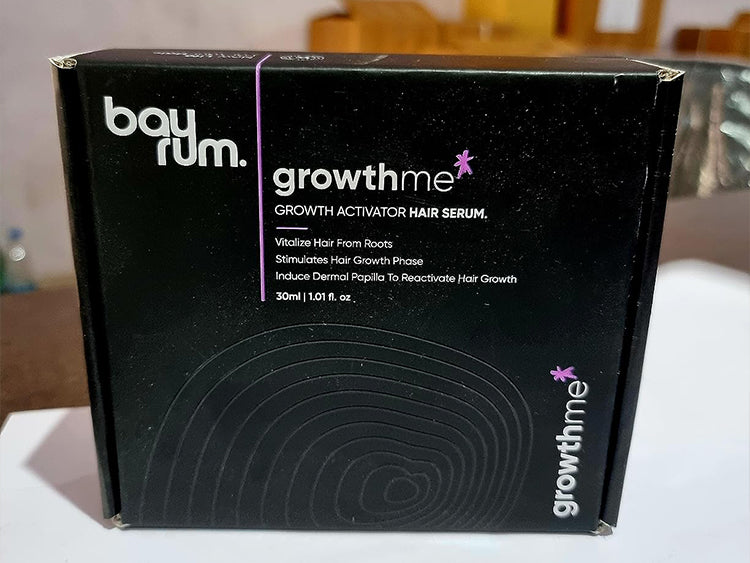 bay
rum.
growthme*
GROWTH ACTIVATOR HAIR SERUM.
Vitalize Hair From Roots
Stimulates Hair Growth Phase
Induce Dermal Papilla To Reactivate Hair Growth
30ml | 1.01 fl. oz.
growthme*